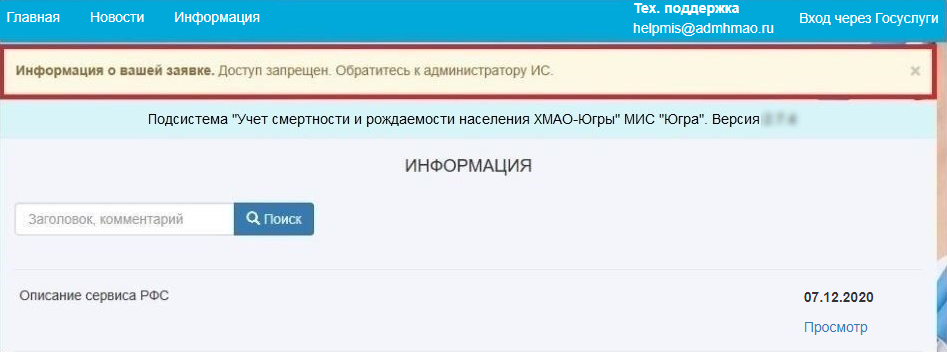 Главная Новости Информация Тех. поддержка Вход через Госуслуги
helpmis@admhmao.ru
Информация о вашей заявке. Доступ запрещен. Обратитесь к администратору ИС. ×
Подсистема "Учет смертности и рождаемости населения ХМАО-Югры" МИС "Югра". Версия
ИНФОРМАЦИЯ
Заголовок, комментарий Поиск
Описание сервиса РФС 07.12.2020
Просмотр